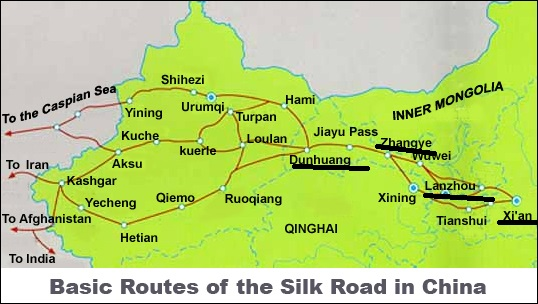 To the Caspian Sea
Shihezi
Urumqi
Yining
Turpan
Hami
INNER MONGOLIA
Kuche
kuerle
Loulan
Jiayu Pass
Zhangye
Wuwei
Aksu
Dunhuang
To Iran
Kashgar
Yecheng
Qiemo
Ruoqiang
Xining
Lanzhou
To Afghanistan
Hetian
QINGHAI
Tianshui
Xi'an
To India
Basic Routes of the Silk Road in China